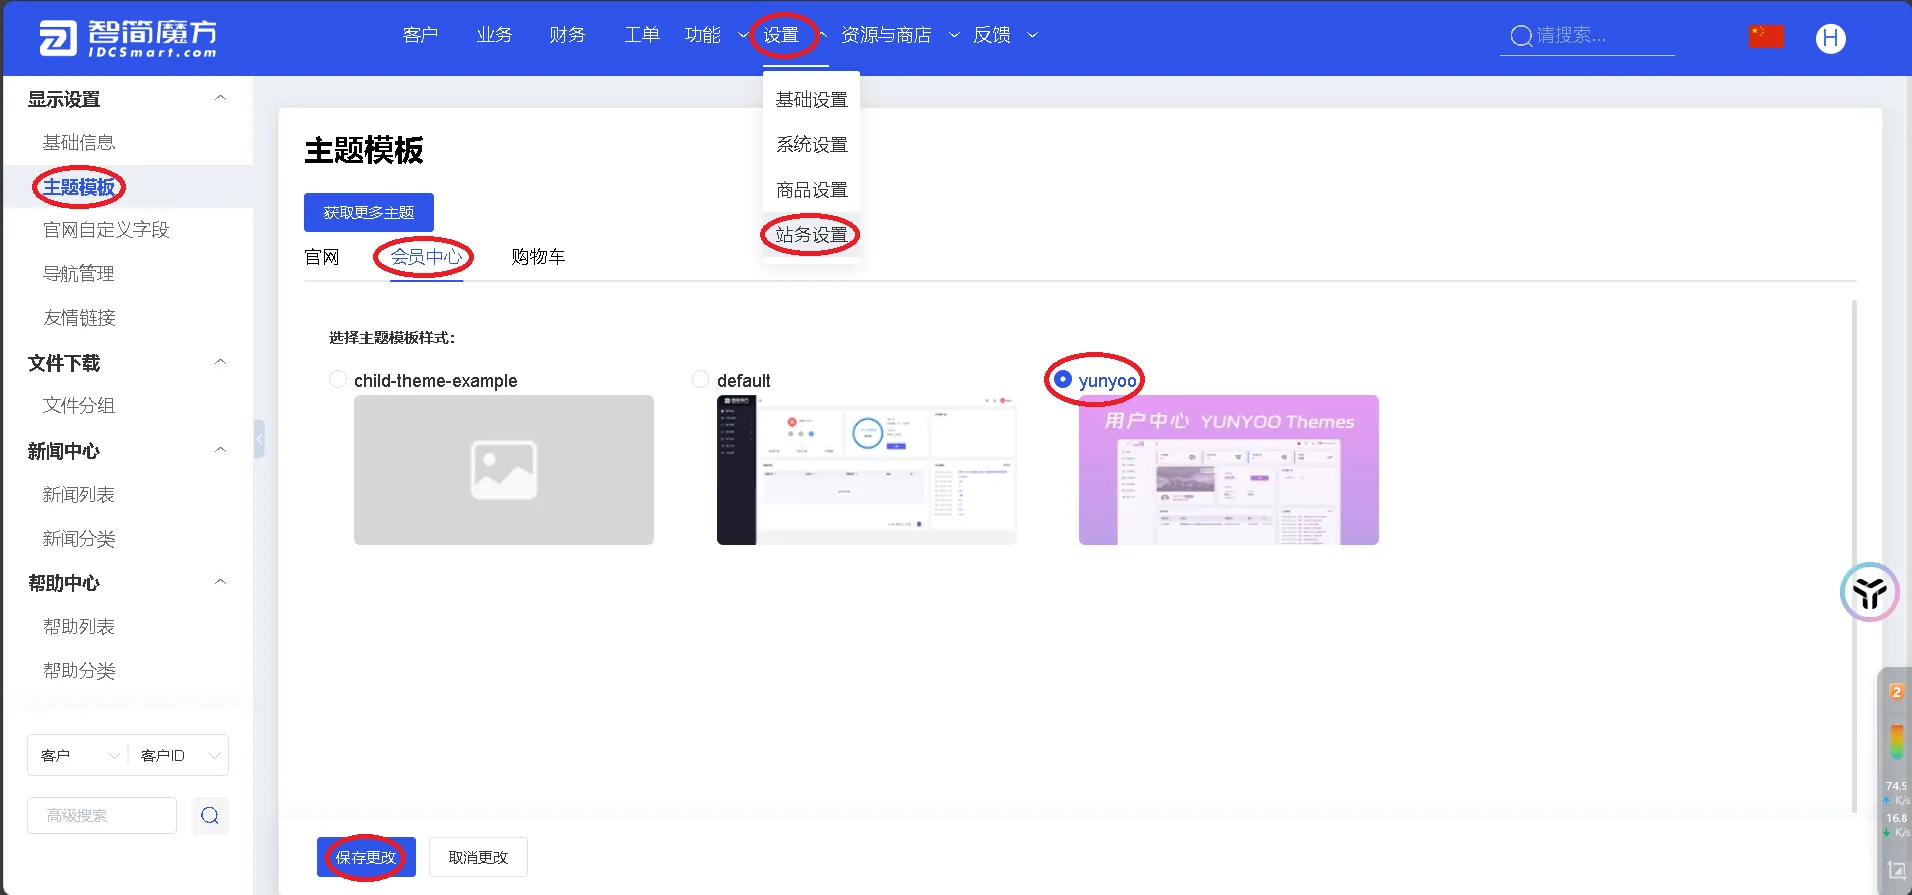 智简魔方
IDCSmart.com
客户 业务 财务 工单 功能 设置 资源与商店 反馈
请搜索...
H
基础设置
系统设置
商品设置
站务设置
显示设置
基础信息
主题模板
官网自定义字段
导航管理
友情链接
文件下载
文件分组
新闻中心
新闻列表
新闻分类
帮助中心
帮助列表
帮助分类
客户 客户ID
高级搜索
主题模板
获取更多主题
官网 会员中心 购物车
选择主题模板样式：
child-theme-example
default
yunyoo
用户中心 YUNYOO Themes
保存更改 取消更改
2
74.5
K/s
16.8
K/s